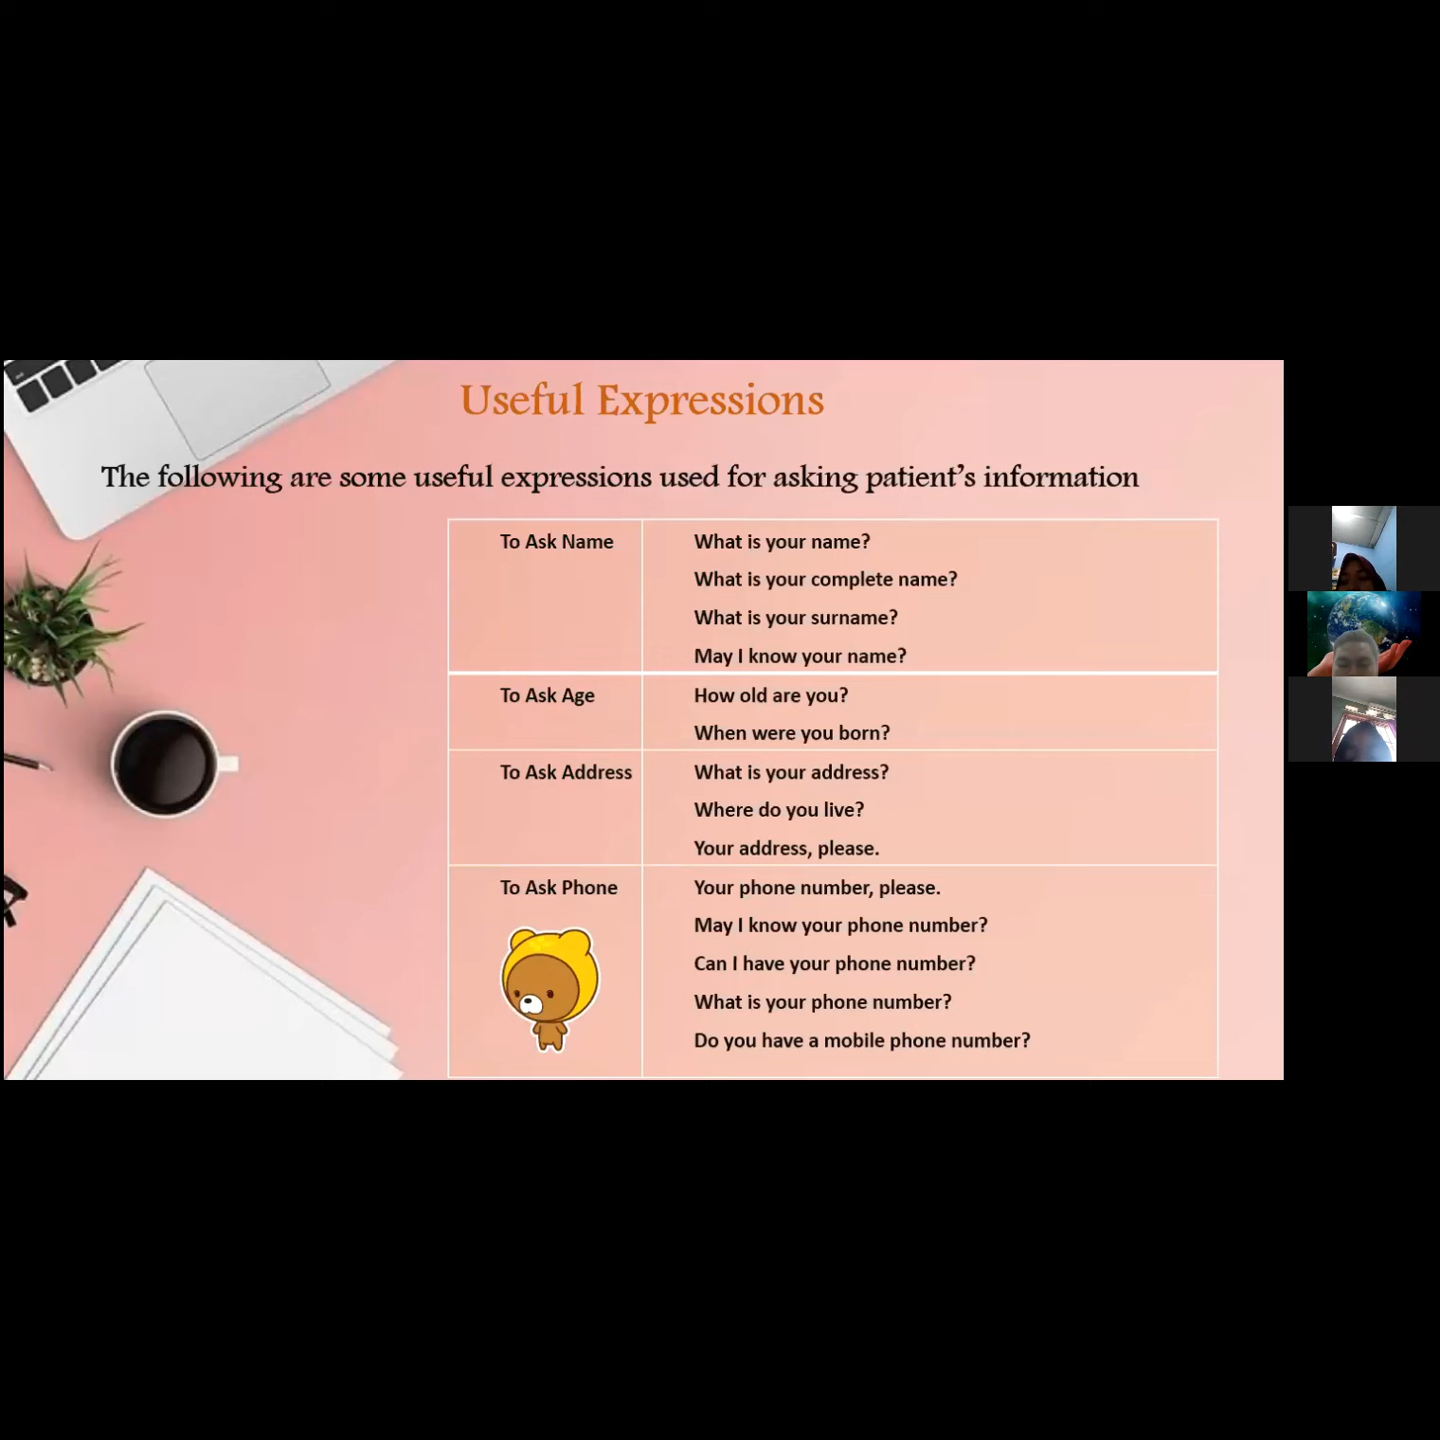 Useful Expressions
The following are some useful expressions used for asking patient's information
To Ask Name
What is your name?
What is your complete name?
What is your surname?
May I know your name?
To Ask Age
How old are you?
When were you born?
To Ask Address
What is your address?
Where do you live?
Your address, please.
To Ask Phone
Your phone number, please.
May I know your phone number?
Can I have your phone number?
What is your phone number?
Do you have a mobile phone number?